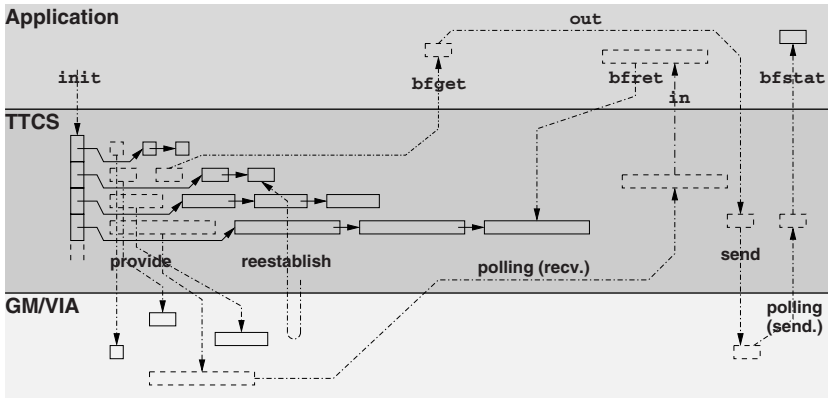 Application
out
init
bfget
bfret
bfstat
in
TTCS
provide
reestablish
polling (recv.)
send
GM/VIA
polling
(send.)